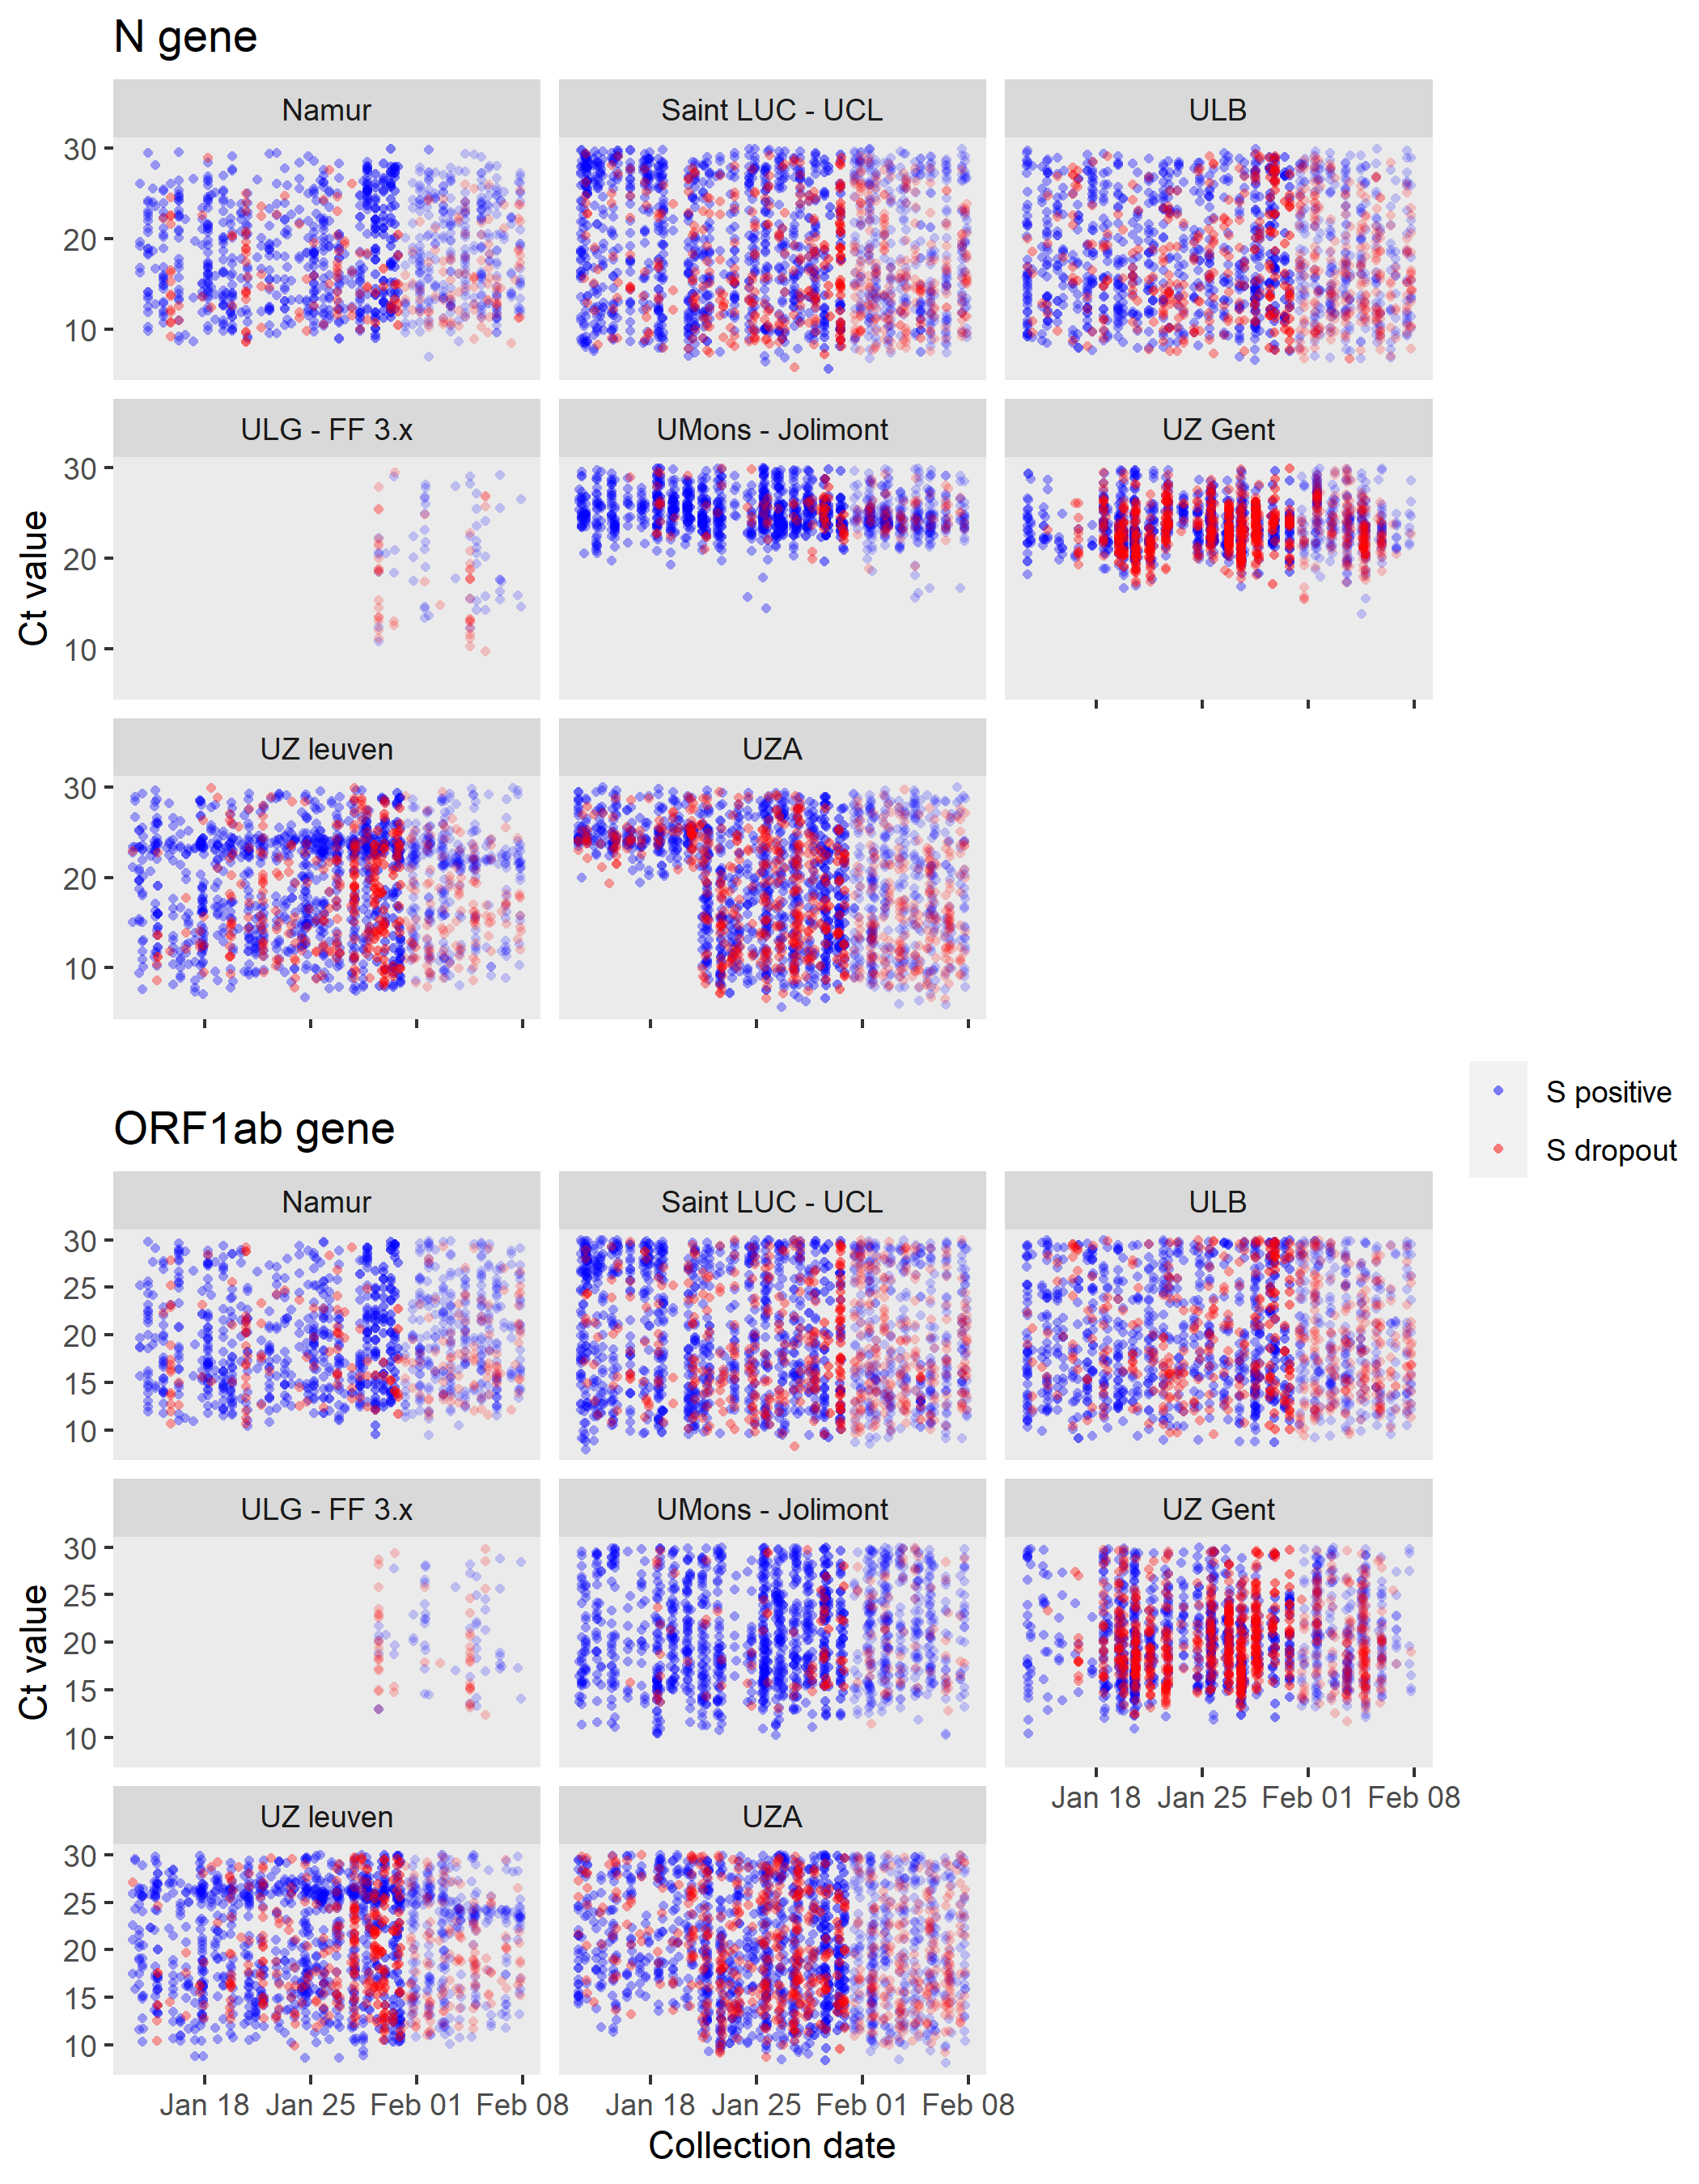 N gene
Namur
Saint LUC - UCL
ULB
30
20
10
ULG - FF 3.x
UMons - Jolimont
UZ Gent
30
20
10
Ct value
UZ leuven
UZA
30
20
10
S positive
S dropout
ORF1ab gene
Namur
Saint LUC - UCL
ULB
30
25
20
15
10
ULG - FF 3.x
UMons - Jolimont
UZ Gent
30
25
20
15
10
Ct value
Jan 18 Jan 25 Feb 01 Feb 08
UZ leuven
UZA
30
25
20
15
10
Jan 18 Jan 25 Feb 01 Feb 08 Jan 18 Jan 25 Feb 01 Feb 08
Collection date